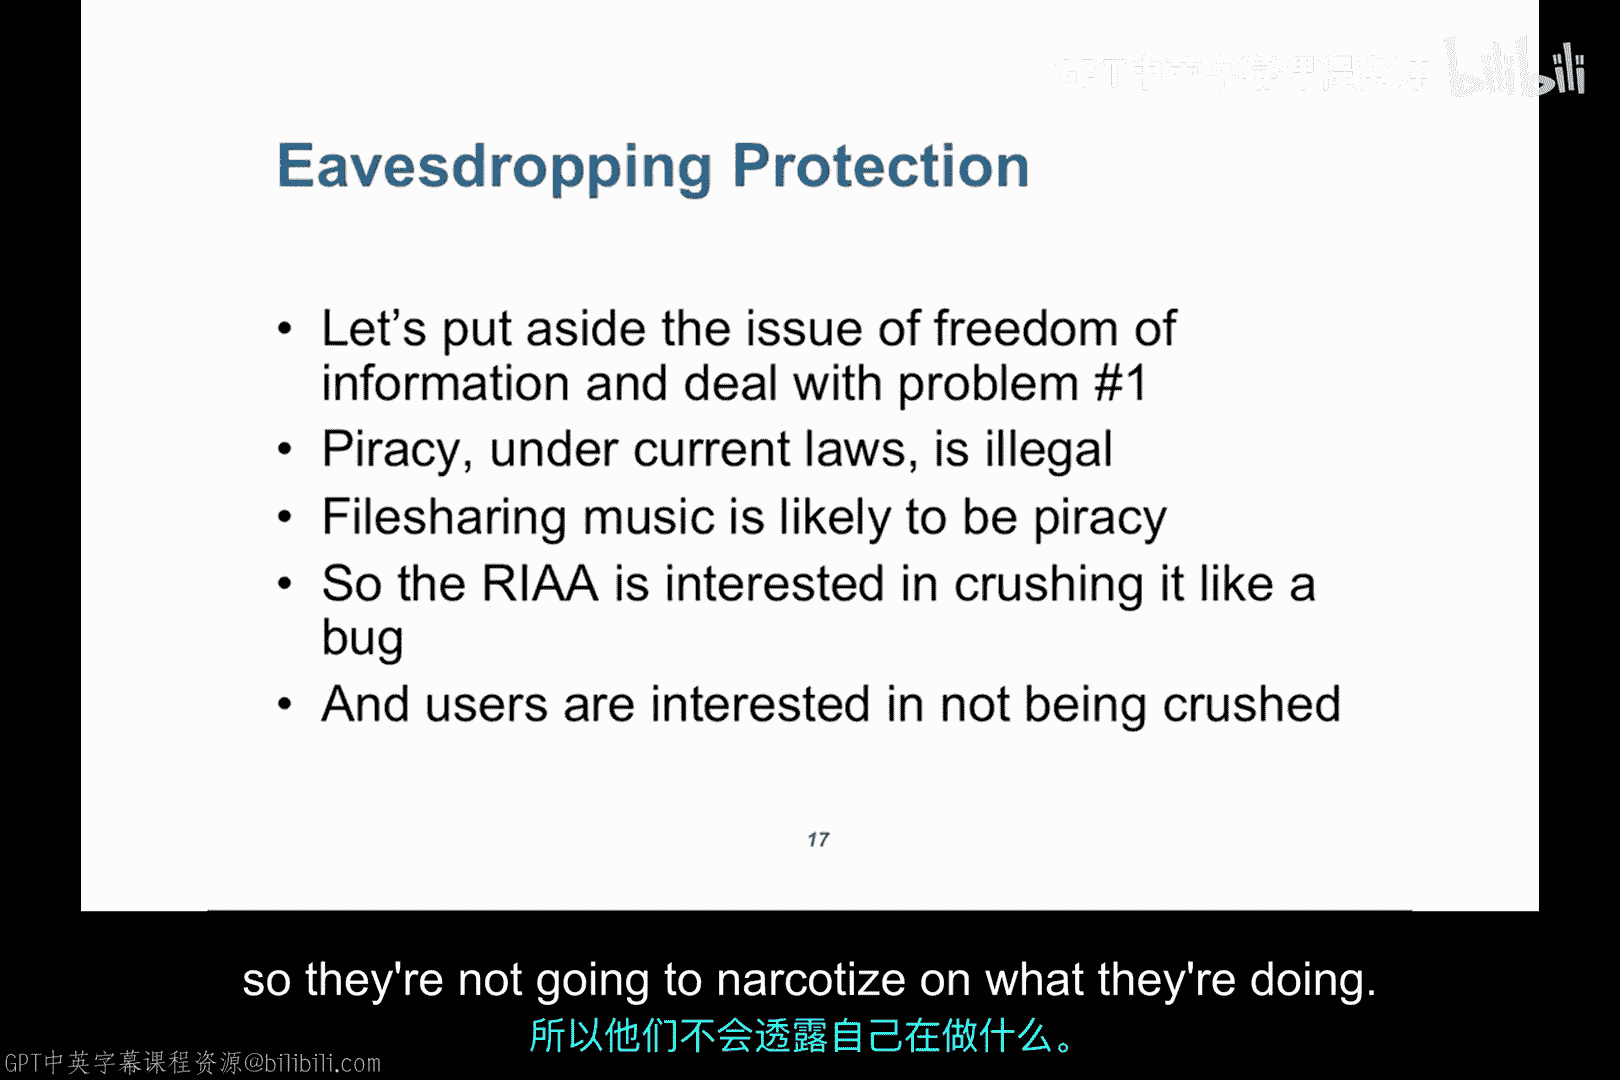 bilibili
Eavesdropping Protection
• Let’s put aside the issue of freedom of
information and deal with problem #1
• Piracy, under current laws, is illegal
• Filesharing music is likely to be piracy
• So the RIAA is interested in crushing it like a
bug
• And users are interested in not being crushed
17
so they're not going to narcotize on what they're doing.
所以他们不会透露自己在做什么。
GPT中英字幕课程资源@bilibili.com